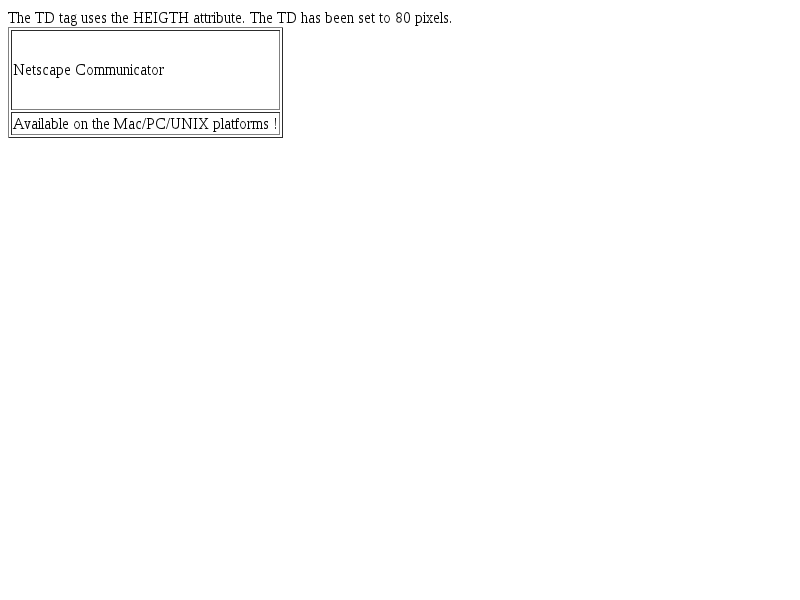 The TD tag uses the HEIGTH attribute. The TD has been set to 80 pixels.
Netscape Communicator
Available on the Mac/PC/UNIX platforms !